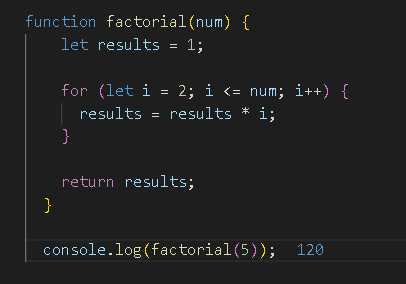 function factorial(num) {
let results = 1;
for (let i = 2; i <= num; i++) {
results = results * i;
}
return results;
}
console.log(factorial(5)); 120